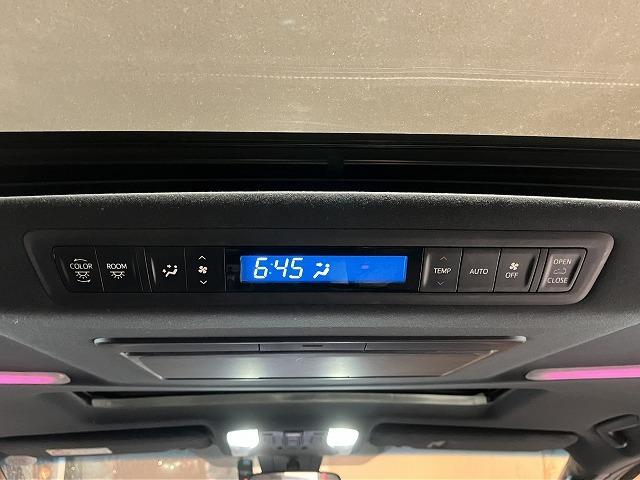 COLOR
ROOM
6:45
TEMP
AUTO
OFF
OPEN
CLOSE